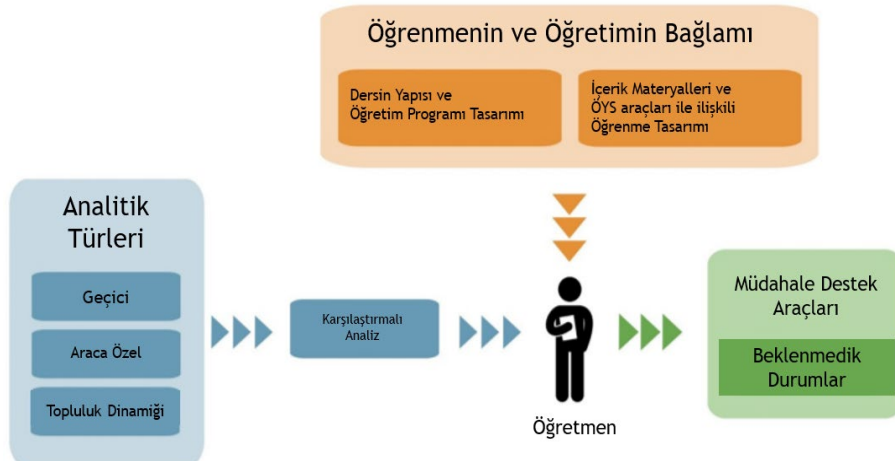 Öğrenmenin ve Öğretimin Bağlamı
Dersin Yapısı ve
Öğretim Programı Tasarımı
İçerik Materyalleri ve
ÖYS araçları ile ilişkili
Öğrenme Tasarımı
Analitik
Türleri
Geçici
Araca Özel
Topluluk Dinamiği
Karşılaştırmalı
Analiz
Öğretmen
Müdahale Destek
Araçları
Beklenmedik
Durumlar